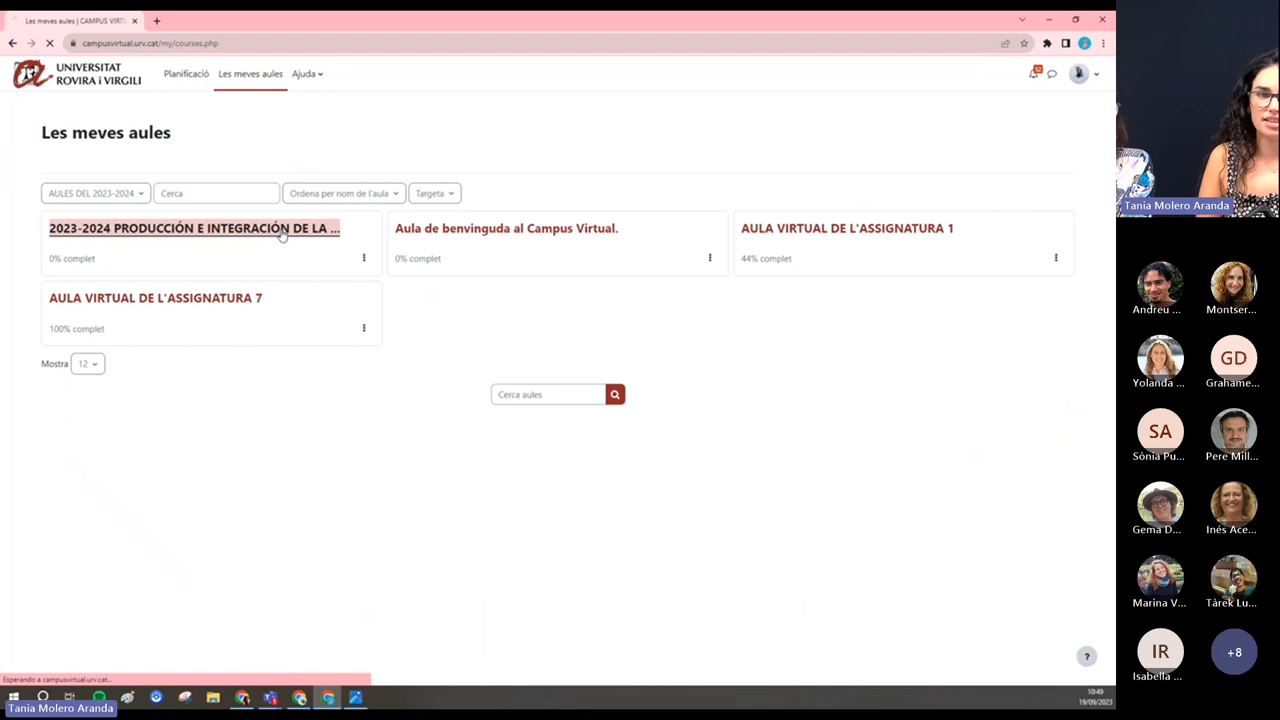 Les meves aules | CAMPUS VIRT
campusvirtual.urv.cat/my/courses.php
UNIVERSITAT
ROVIRA i VIRGILI
Planificació
Les meves aules
Ajuda
Les meves aules
AULES DEL 2023-2024
Cerca
Ordena per nom de l'aula
Targeta
2023-2024 PRODUCCIÓN E INTEGRACIÓN DE LA ...
0% complet
Aula de benvinguda al Campus Virtual.
0% complet
AULA VIRTUAL DE L'ASSIGNATURA 1
44% complet
AULA VIRTUAL DE L'ASSIGNATURA 7
100% complet
Mostra
12
Cerca aules
?
Esperando a campusvirtual.urv.cat...
10:49
19/09/2023
Tania Molero Aranda
Tania Molero Aranda
Andreu ...
Montser...
Yolanda ...
GD
Grahame...
SA
Sònia Pu...
Pere Mill...
Gema D...
Inés Ace...
Marina V...
Tàrek Lu...
IR
Isabella ...
+8